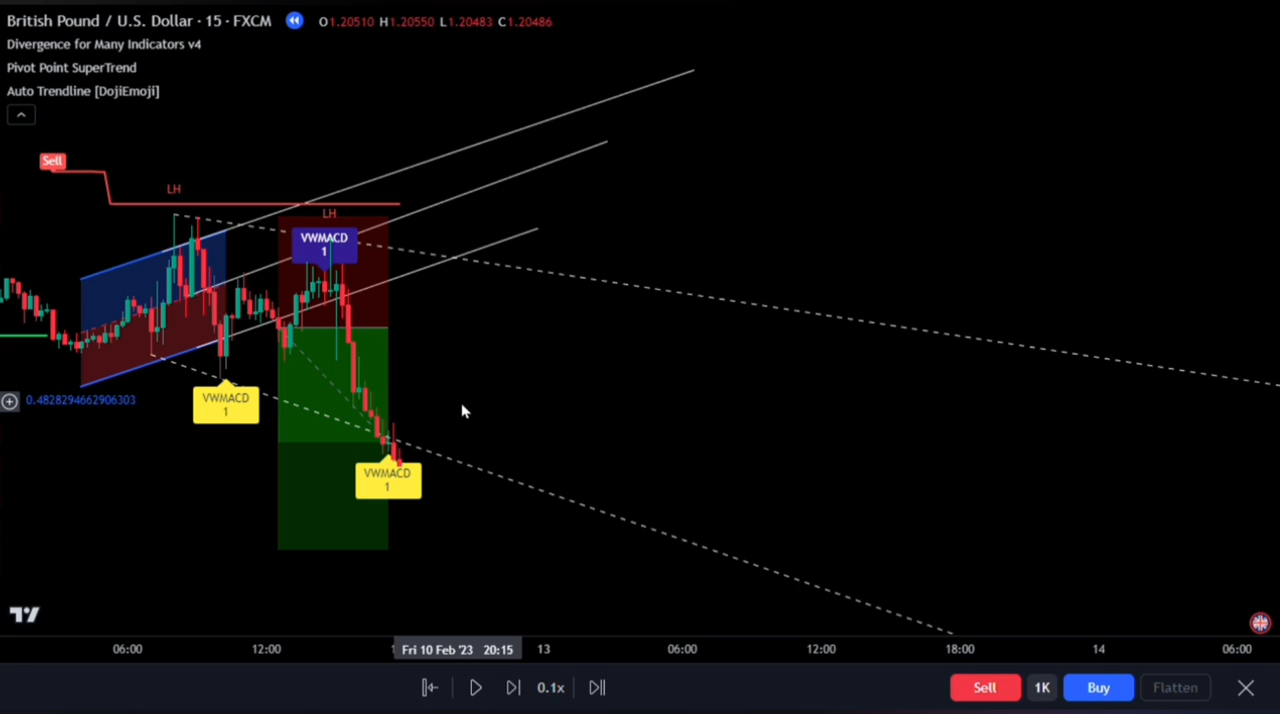 British Pound / U.S. Dollar · 15 · FXCM O1.20510 H1.20550 L1.20483 C1.20486
Divergence for Many Indicators v4
Pivot Point SuperTrend
Auto Trendline [DojiEmoji]
Sell
LH
LH
VWMACD
1
0.4828294662906303
VWMACD
1
VWMACD
1
06:00 12:00 Fri 10 Feb '23 20:15 13 06:00 12:00 18:00 14 06:00
0.1x Sell 1K Buy Flatten